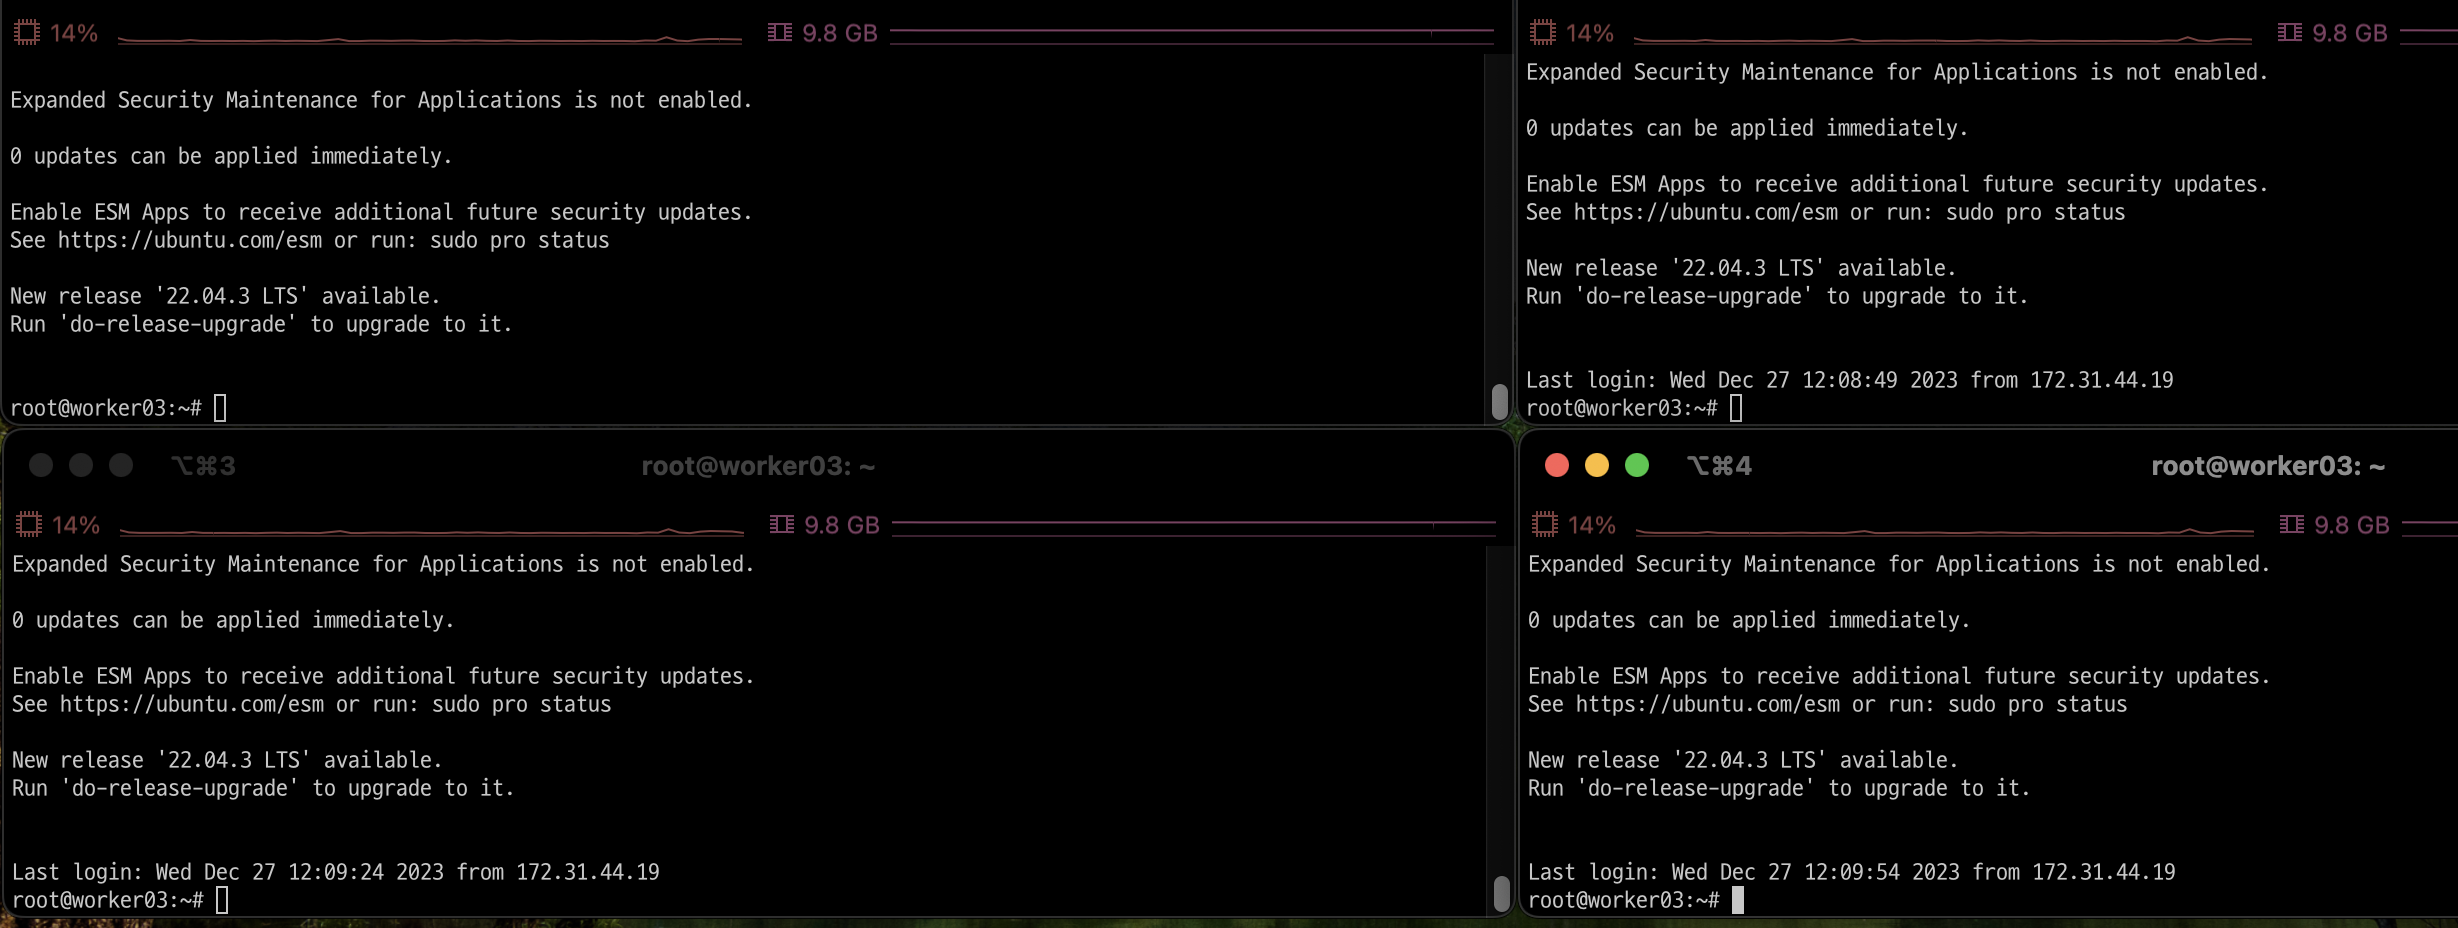 14% 9.8 GB
Expanded Security Maintenance for Applications is not enabled.
0 updates can be applied immediately.
Enable ESM Apps to receive additional future security updates.
See https://ubuntu.com/esm or run: sudo pro status
New release '22.04.3 LTS' available.
Run 'do-release-upgrade' to upgrade to it.
root@worker03:~#
14% 9.8 GB
Expanded Security Maintenance for Applications is not enabled.
0 updates can be applied immediately.
Enable ESM Apps to receive additional future security updates.
See https://ubuntu.com/esm or run: sudo pro status
New release '22.04.3 LTS' available.
Run 'do-release-upgrade' to upgrade to it.
Last login: Wed Dec 27 12:08:49 2023 from 172.31.44.19
root@worker03:~#
⌥⌘3 root@worker03: ~
14% 9.8 GB
Expanded Security Maintenance for Applications is not enabled.
0 updates can be applied immediately.
Enable ESM Apps to receive additional future security updates.
See https://ubuntu.com/esm or run: sudo pro status
New release '22.04.3 LTS' available.
Run 'do-release-upgrade' to upgrade to it.
Last login: Wed Dec 27 12:09:24 2023 from 172.31.44.19
root@worker03:~#
⌥⌘4 root@worker03: ~
14% 9.8 GB
Expanded Security Maintenance for Applications is not enabled.
0 updates can be applied immediately.
Enable ESM Apps to receive additional future security updates.
See https://ubuntu.com/esm or run: sudo pro status
New release '22.04.3 LTS' available.
Run 'do-release-upgrade' to upgrade to it.
Last login: Wed Dec 27 12:09:54 2023 from 172.31.44.19
root@worker03:~#